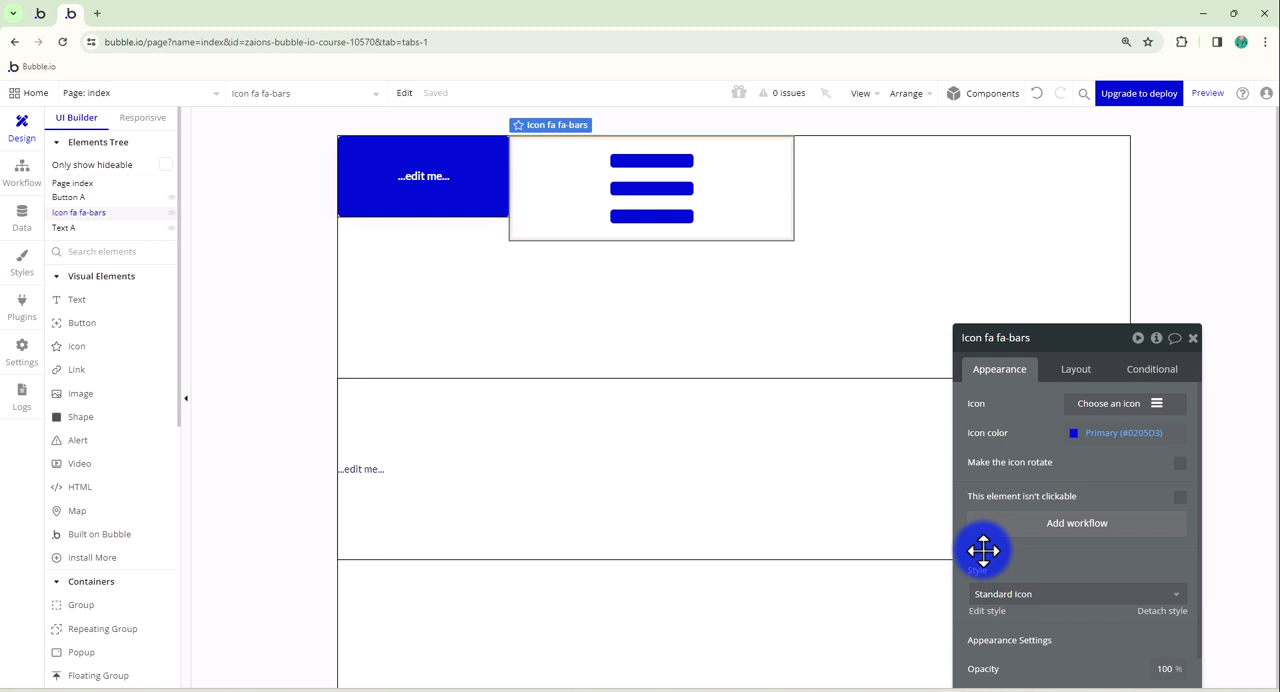 bubble.io/page?name=index&id=zaions-bubble-io-course-10570&tab=tabs-1
Bubble.io
Home
Page: index
Icon fa fa-bars
Edit
Saved
0 issues
View
Arrange
Components
Upgrade to deploy
Preview
Design
Workflow
Data
Styles
Plugins
Settings
Logs
UI Builder
Responsive
Elements Tree
Only show hideable
Page index
Button A
Icon fa fa-bars
Text A
Search elements
Visual Elements
Text
Button
Icon
Link
Image
Shape
Alert
Video
HTML
Map
Built on Bubble
Install More
Containers
Group
Repeating Group
Popup
Floating Group
Icon fa fa-bars
...edit me...
...edit me...
Icon fa fa-bars
Appearance
Layout
Conditional
Icon
Choose an icon
Icon color
Primary (#0205D3)
Make the icon rotate
This element isn't clickable
Add workflow
Style
Standard Icon
Edit style
Detach style
Appearance Settings
Opacity
100 %